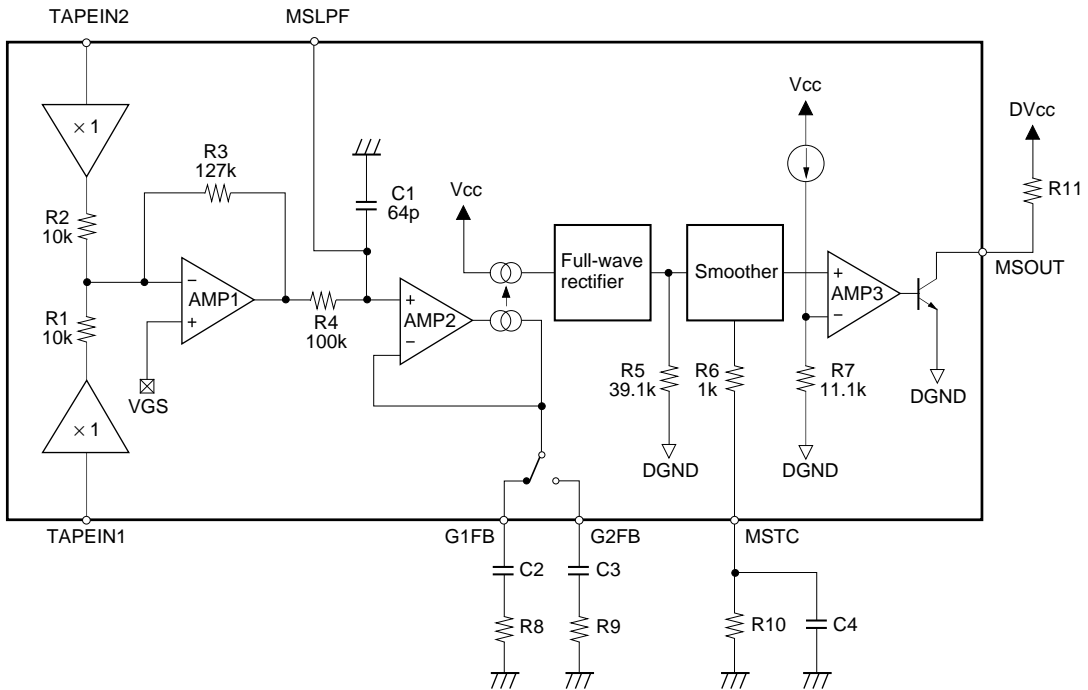 TAPEIN2
MSLPF
× 1
R3
127k
Vcc
DVcc
C1
64p
R11
R2
10k
Vcc
Full-wave
rectifier
Smoother
MSOUT
−
AMP1
+
+
AMP2
−
+
AMP3
−
R1
10k
R4
100k
R5
39.1k
R6
1k
R7
11.1k
DGND
VGS
× 1
DGND
DGND
TAPEIN1
G1FB
G2FB
MSTC
C2
C3
R8
R9
R10
C4